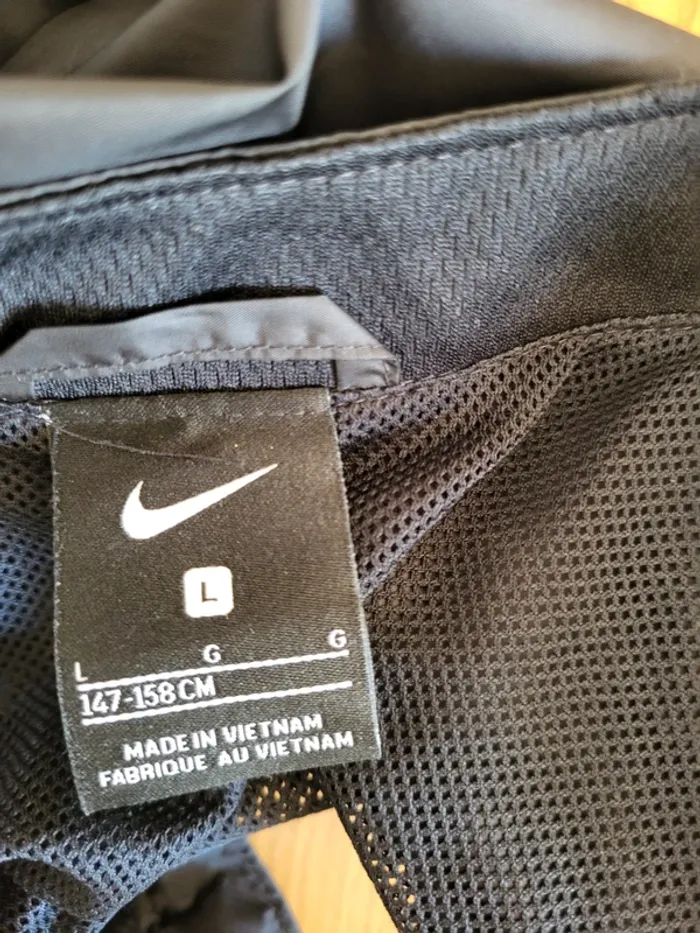 L
L G G
147-158CM
MADE IN VIETNAM
FABRIQUE AU VIETNAM